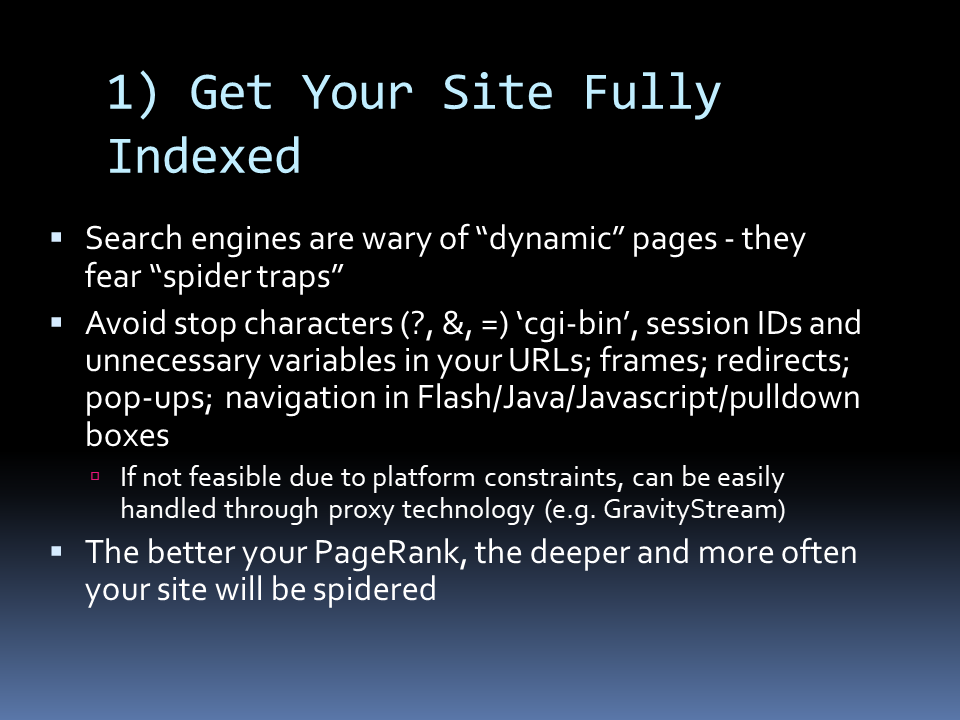 1) Get Your Site Fully
Indexed
Search engines are wary of “dynamic” pages - they
fear “spider traps”
Avoid stop characters (?, &, =) ‘cgi-bin’, session IDs and
unnecessary variables in your URLs; frames; redirects;
pop-ups; navigation in Flash/Java/Javascript/pulldown
boxes
If not feasible due to platform constraints, can be easily
handled through proxy technology (e.g. GravityStream)
The better your PageRank, the deeper and more often
your site will be spidered